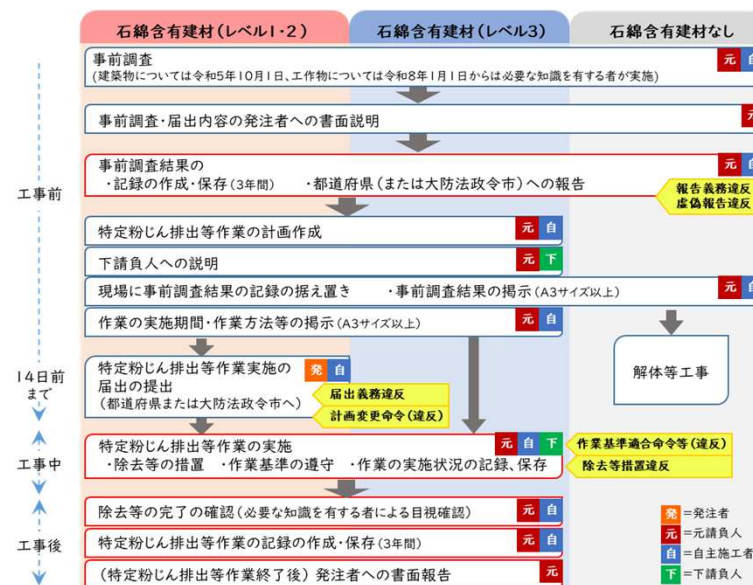 石綿含有建材(レベル1・2)
石綿含有建材(レベル3)
石綿含有建材なし
工事前
事前調査
元 自
(建築物については令和5年10月1日、工作物については令和8年1月1日からは必要な知識を有する者が実施)
事前調査・届出内容の発注者への書面説明
元
事前調査結果の
元 自
・記録の作成・保存(3年間) ・都道府県(または大防法政令市)への報告
報告義務違反
虚偽報告違反
特定粉じん排出等作業の計画作成
元 自
下請負人への説明
元 下
現場に事前調査結果の記録の据え置き ・事前調査結果の掲示(A3サイズ以上)
元 自
作業の実施期間・作業方法等の掲示(A3サイズ以上)
元 自
14日前
まで
特定粉じん排出等作業実施の
発 自
届出の提出
(都道府県または大防法政令市へ)
届出義務違反
計画変更命令(違反)
解体等工事
工事中
特定粉じん排出等作業の実施
元 自 下
・除去等の措置 ・作業基準の遵守 ・作業の実施状況の記録、保存
作業基準適合命令等(違反)
除去等措置違反
工事後
除去等の完了の確認(必要な知識を有する者による目視確認)
元 自
特定粉じん排出等作業の記録の作成・保存(3年間)
元 自
(特定粉じん排出等作業終了後) 発注者への書面報告
元
発=発注者
元=元請負人
自=自主施工者
下=下請負人